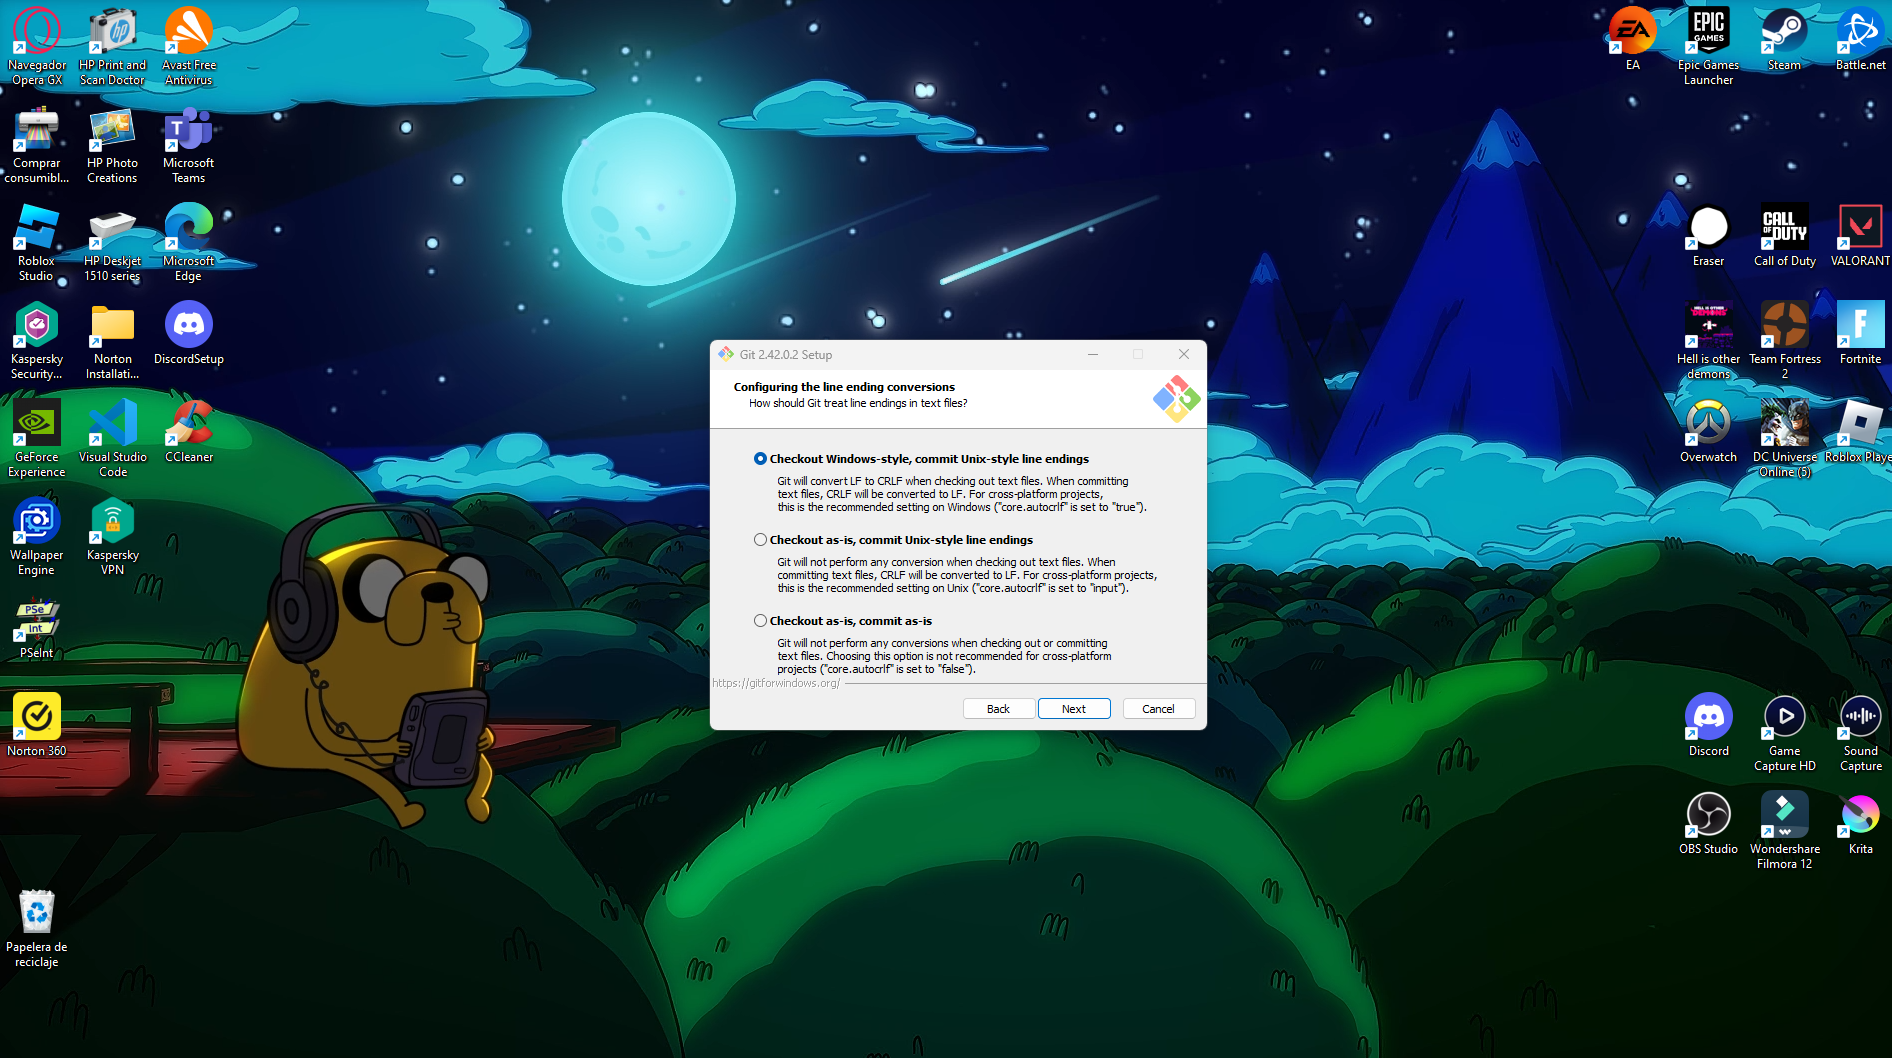 Navegador
Opera GX
HP Print and
Scan Doctor
Avast Free
Antivirus
EA
EA
EPIC
GAMES
Epic Games
Launcher
Steam
Battle.net
Comprar
consumibl...
HP Photo
Creations
T
Microsoft
Teams
Roblox
Studio
HP Deskjet
1510 series
Microsoft
Edge
Eraser
CALL
OF DUTY
Call of Duty
VALORANT
Kaspersky
Security...
Norton
Installati...
DiscordSetup
HELL IS OTHER
DEMONS
Hell is other
demons
Team Fortress
2
F
Fortnite
GeForce
Experience
Visual Studio
Code
CCleaner
Overwatch
DC Universe
Online (5)
Roblox Playe
Wallpaper
Engine
Kaspersky
VPN
PSe
Int
PSeInt
Norton 360
Discord
Game
Capture HD
Sound
Capture
OBS Studio
Wondershare
Filmora 12
Krita
Papelera de
reciclaje
Git 2.42.0.2 Setup
Configuring the line ending conversions
How should Git treat line endings in text files?
Checkout Windows-style, commit Unix-style line endings
Git will convert LF to CRLF when checking out text files. When committing
text files, CRLF will be converted to LF. For cross-platform projects,
this is the recommended setting on Windows ("core.autocrlf" is set to "true").
Checkout as-is, commit Unix-style line endings
Git will not perform any conversion when checking out text files. When
committing text files, CRLF will be converted to LF. For cross-platform projects,
this is the recommended setting on Unix ("core.autocrlf" is set to "input").
Checkout as-is, commit as-is
Git will not perform any conversions when checking out or committing
text files. Choosing this option is not recommended for cross-platform
projects ("core.autocrlf" is set to "false").
https://gitforwindows.org/
Back
Next
Cancel